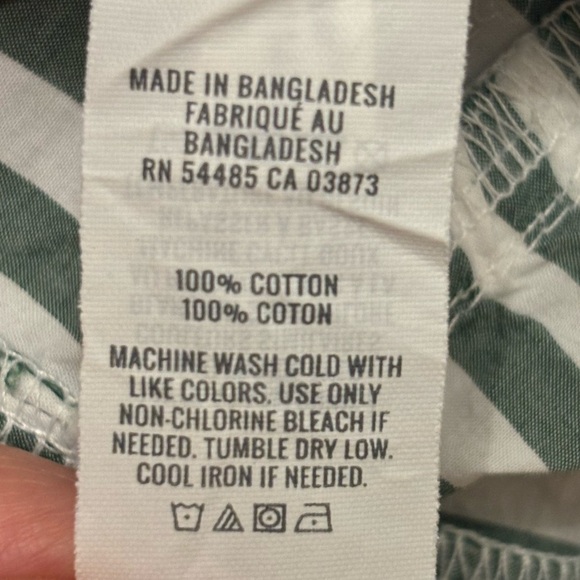 MADE IN BANGLADESH
FABRIQUÉ AU
BANGLADESH
RN 54485 CA 03873
100% COTTON
100% COTON
MACHINE WASH COLD WITH
LIKE COLORS. USE ONLY
NON-CHLORINE BLEACH IF
NEEDED. TUMBLE DRY LOW.
COOL IRON IF NEEDED.